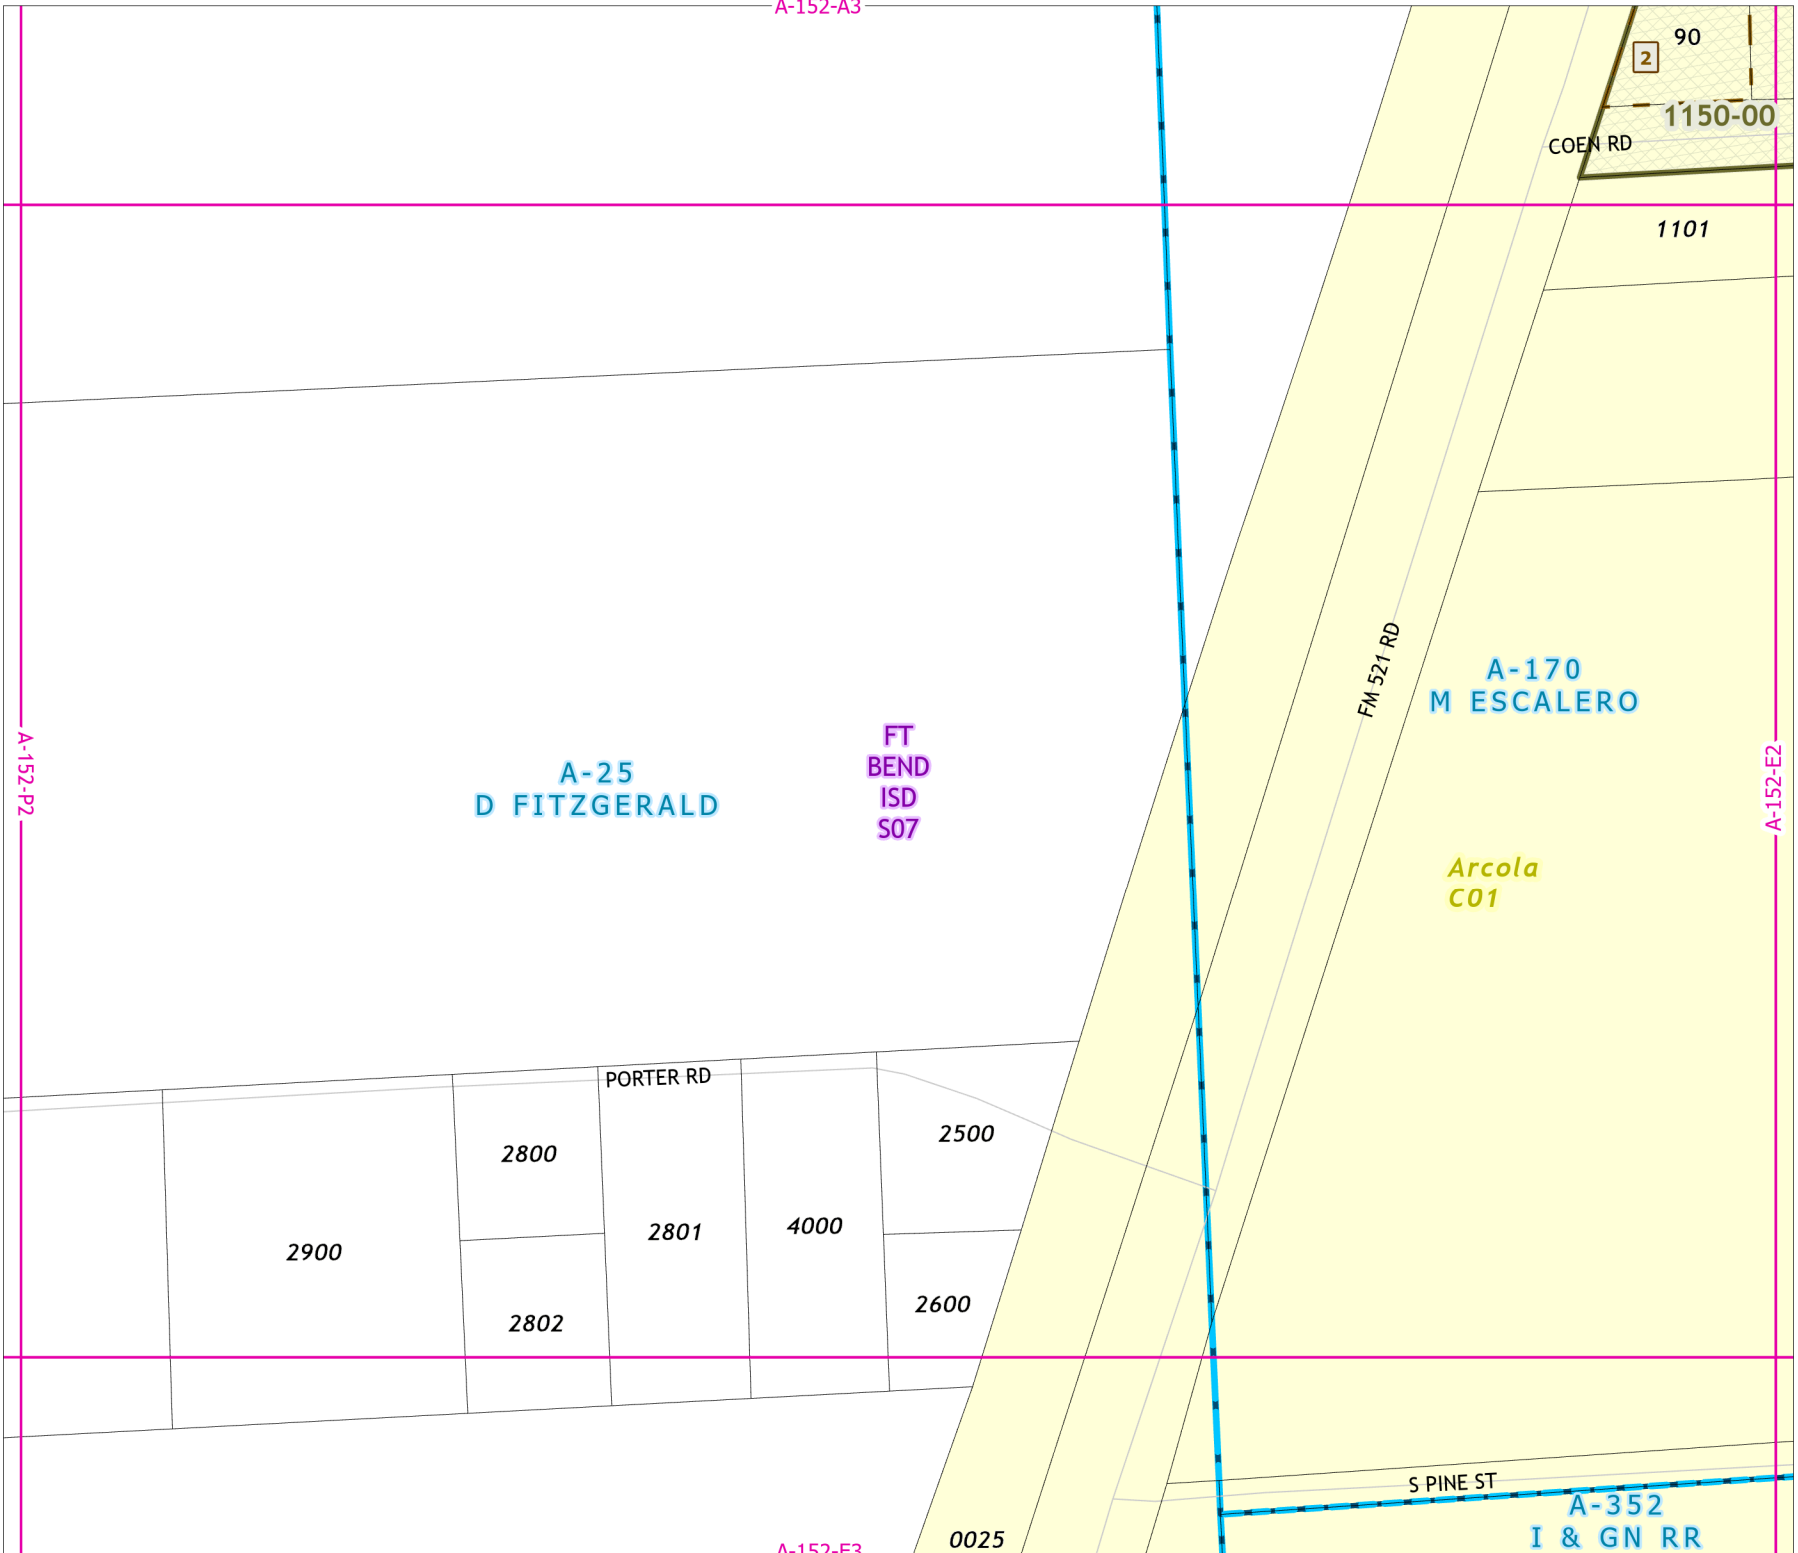 A-152-A3
90
2
1150-00
COEN RD
1101
FM 521 RD
A-170
M ESCALERO
FT
BEND
ISD
S07
A-25
D FITZGERALD
A-152-P2
A-152-E2
Arcola
C01
PORTER RD
2500
2800
2801
4000
2900
2600
2802
S PINE ST
A-352
I & GN RR
0025
A-152-E3